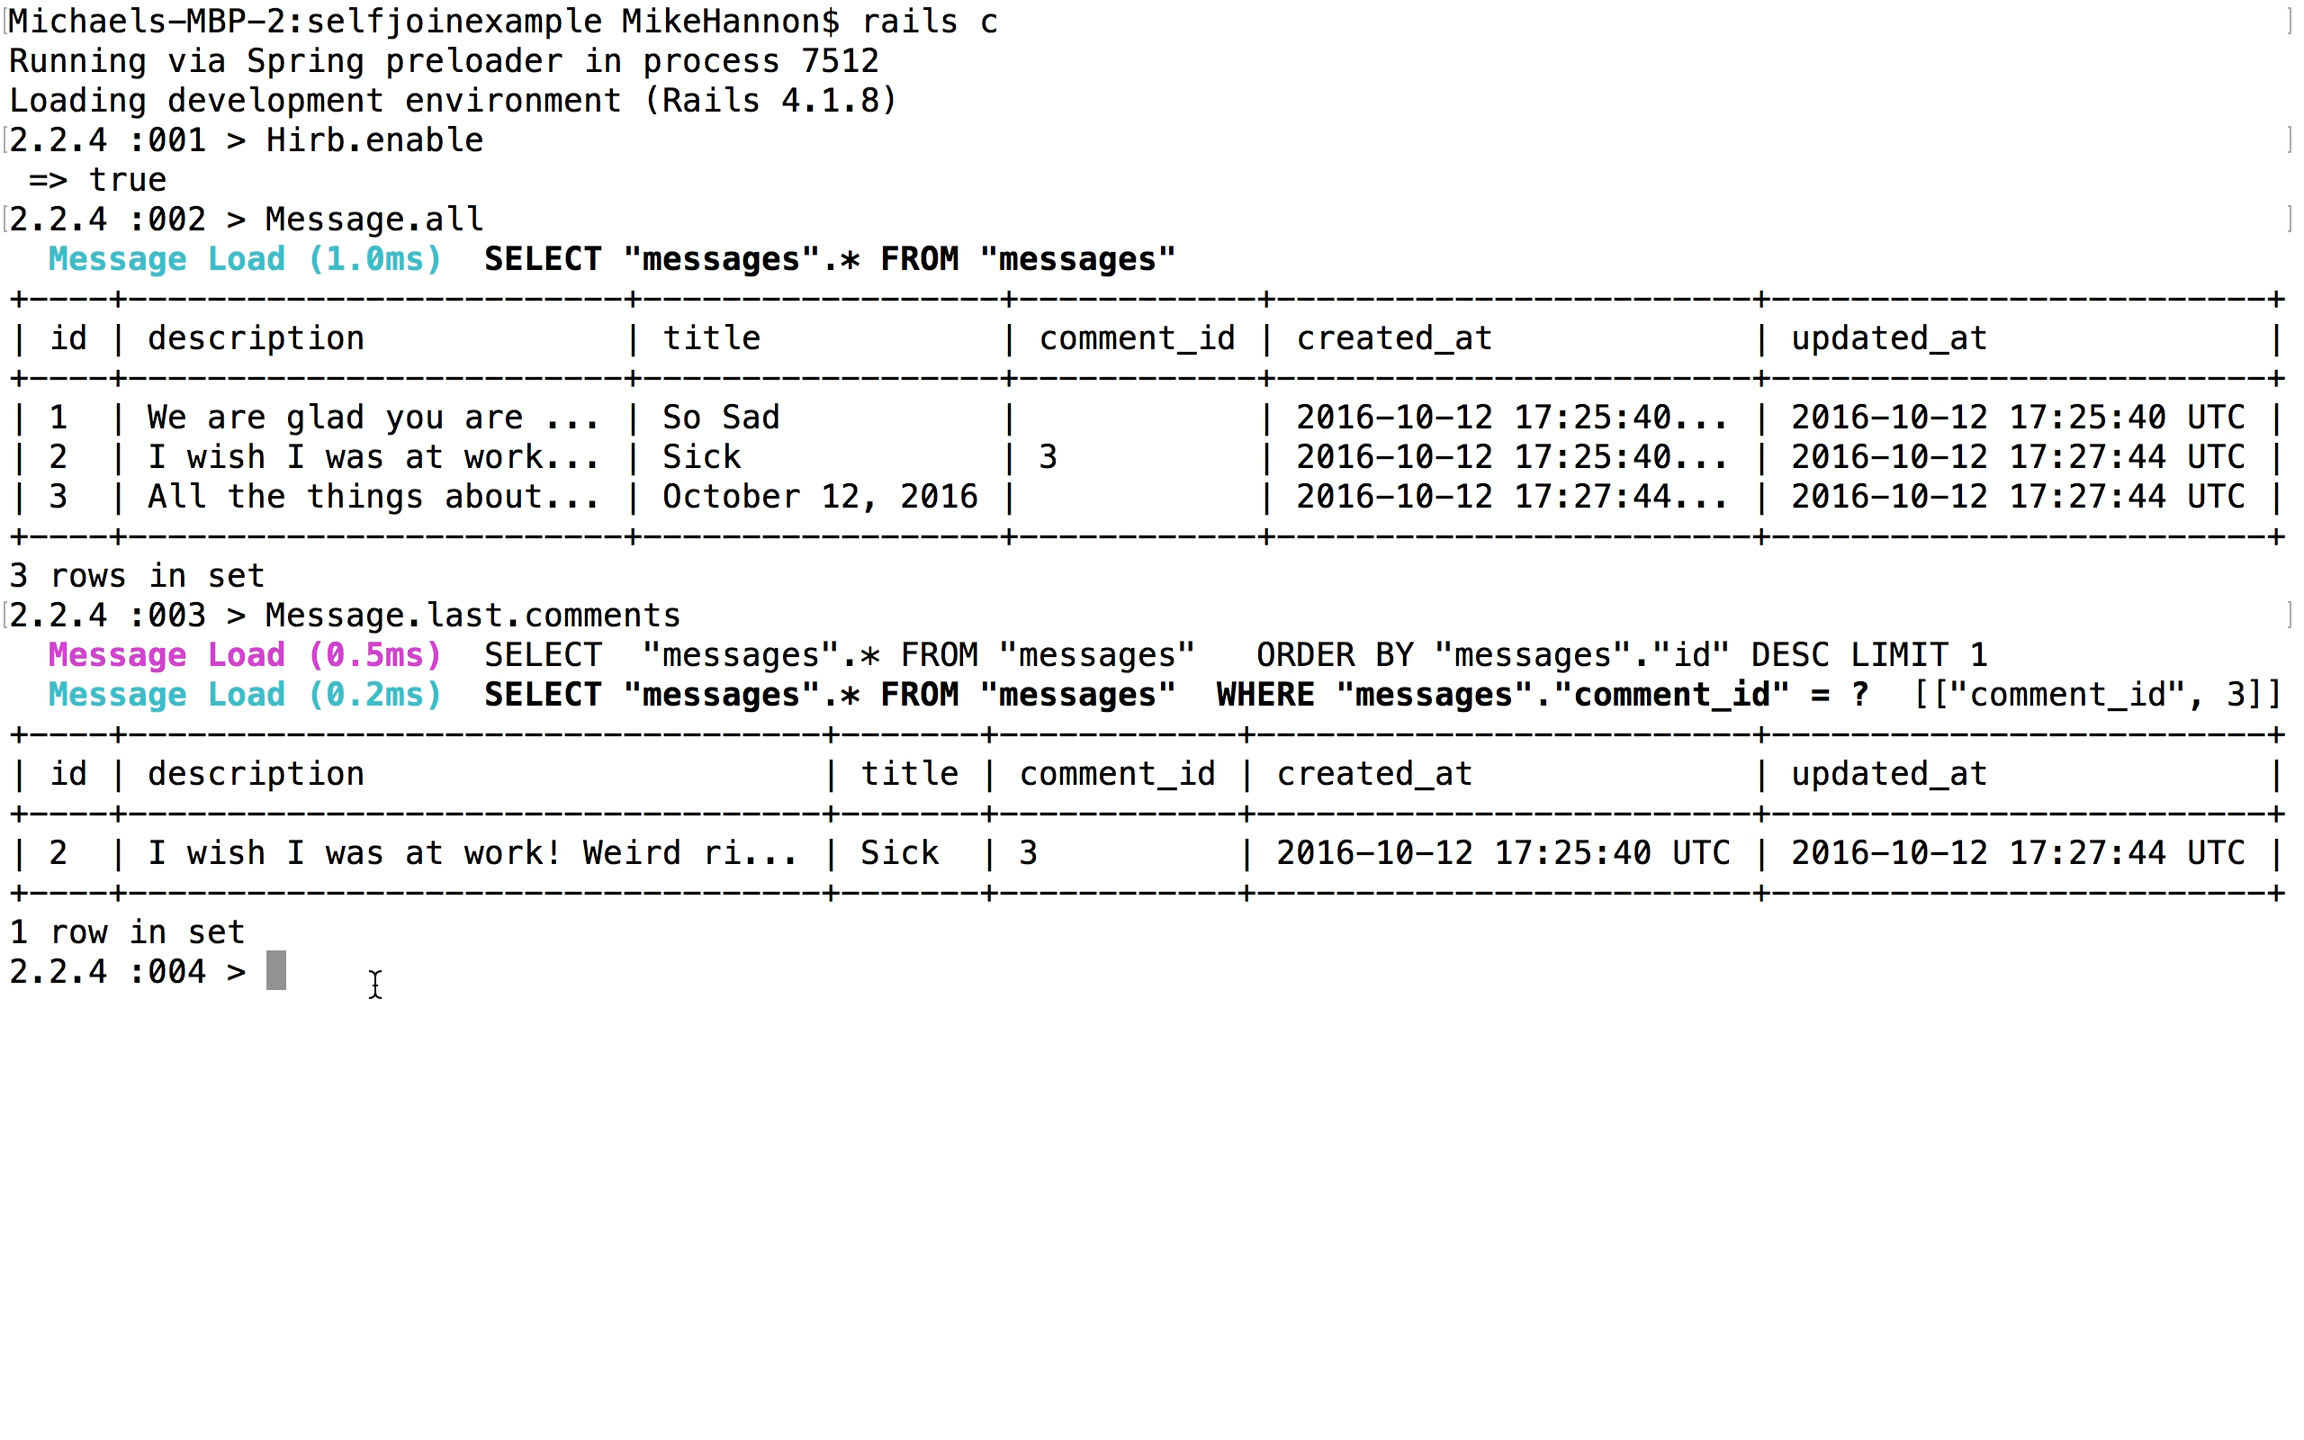 Michaels-MBP-2:selfjoinexample MikeHannon$ rails c
Running via Spring preloader in process 7512
Loading development environment (Rails 4.1.8)
2.2.4 :001 > Hirb.enable
 => true
2.2.4 :002 > Message.all
  Message Load (1.0ms)  SELECT "messages".* FROM "messages"
+----+-------------------------+------------------+------------+------------------------+-------------------------+
| id | description             | title            | comment_id | created_at             | updated_at              |
+----+-------------------------+------------------+------------+------------------------+-------------------------+
| 1  | We are glad you are ... | So Sad           |            | 2016-10-12 17:25:40... | 2016-10-12 17:25:40 UTC |
| 2  | I wish I was at work... | Sick             | 3          | 2016-10-12 17:25:40... | 2016-10-12 17:27:44 UTC |
| 3  | All the things about... | October 12, 2016 |            | 2016-10-12 17:27:44... | 2016-10-12 17:27:44 UTC |
+----+-------------------------+------------------+------------+------------------------+-------------------------+
3 rows in set
2.2.4 :003 > Message.last.comments
  Message Load (0.5ms)  SELECT  "messages".* FROM "messages"   ORDER BY "messages"."id" DESC LIMIT 1
  Message Load (0.2ms)  SELECT "messages".* FROM "messages"  WHERE "messages"."comment_id" = ?  [["comment_id", 3]]
+----+-----------------------------------+-------+------------+-------------------------+-------------------------+
| id | description                       | title | comment_id | created_at              | updated_at              |
+----+-----------------------------------+-------+------------+-------------------------+-------------------------+
| 2  | I wish I was at work! Weird ri... | Sick  | 3          | 2016-10-12 17:25:40 UTC | 2016-10-12 17:27:44 UTC |
+----+-----------------------------------+-------+------------+-------------------------+-------------------------+
1 row in set
2.2.4 :004 >